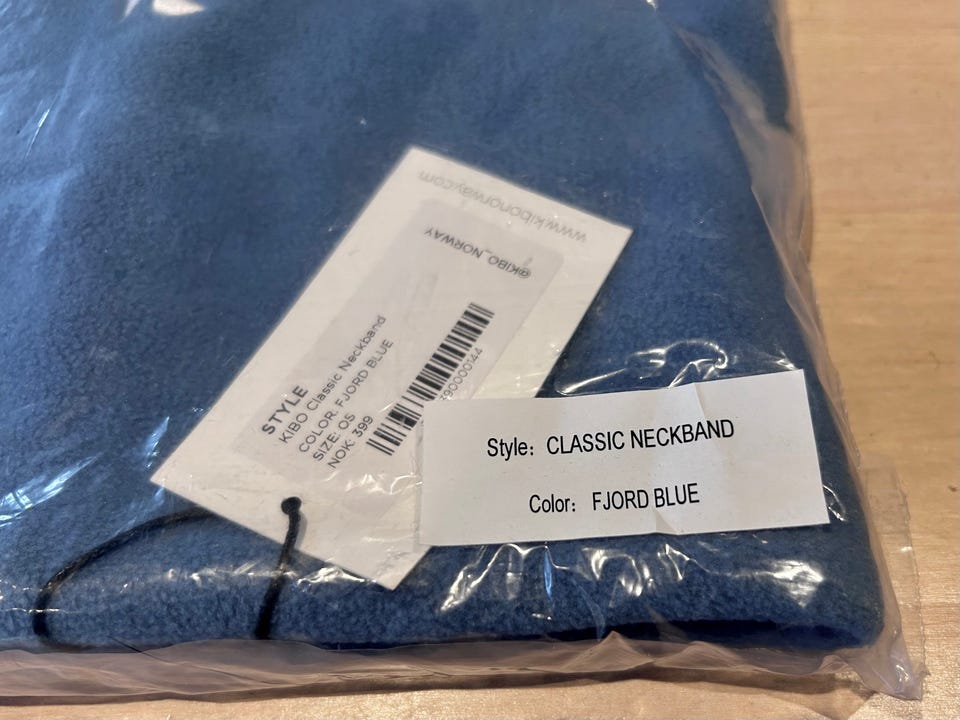 www.kibonorway.com
@KIBO_NORWAY
STYLE
KIBO Classic Neckband
COLOR: FJORD BLUE
SIZE: OS
NOK: 399
Style: CLASSIC NECKBAND
Color: FJORD BLUE